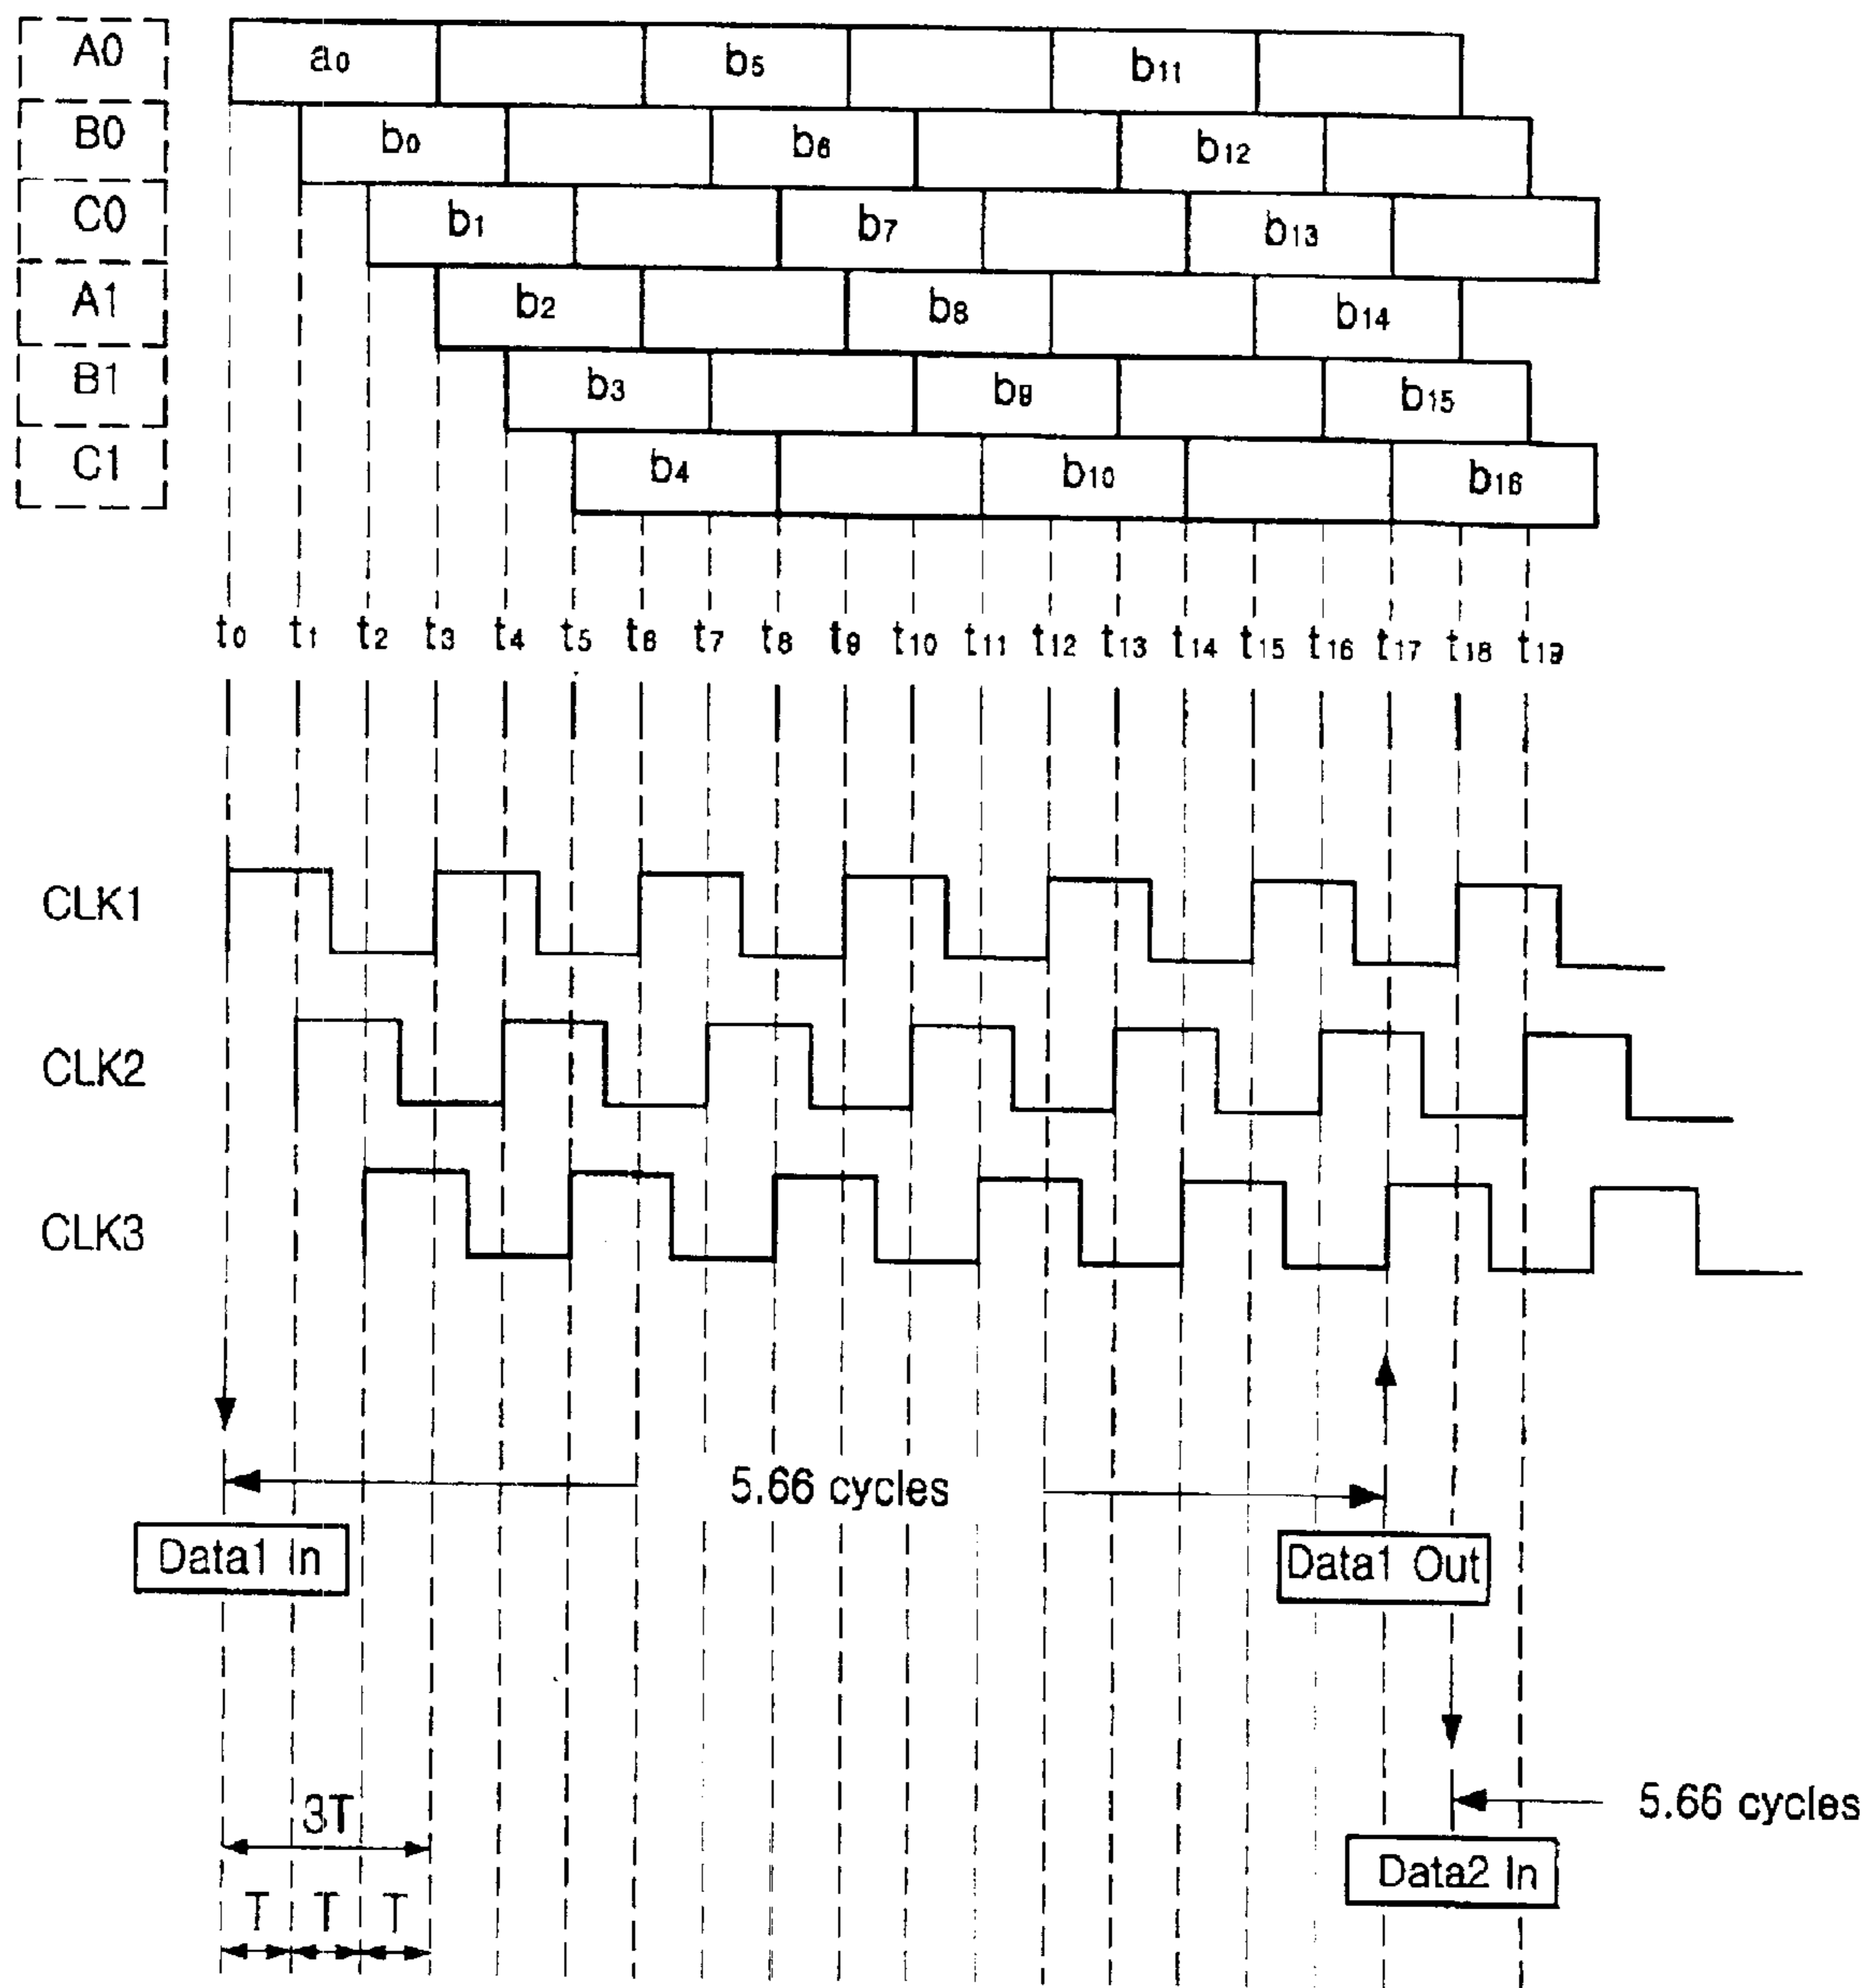 A0 a0 b5 b11
B0 b0 b6 b12
C0 b1 b7 b13
A1 b2 b8 b14
B1 b3 b9 b15
C1 b4 b10 b16
t0 t1 t2 t3 t4 t5 t6 t7 t8 t9 t10 t11 t12 t13 t14 t15 t16 t17 t18 t19
CLK1
CLK2
CLK3
5.66 cycles
Data1 In
Data1 Out
5.66 cycles
3T
Data2 In
T T T